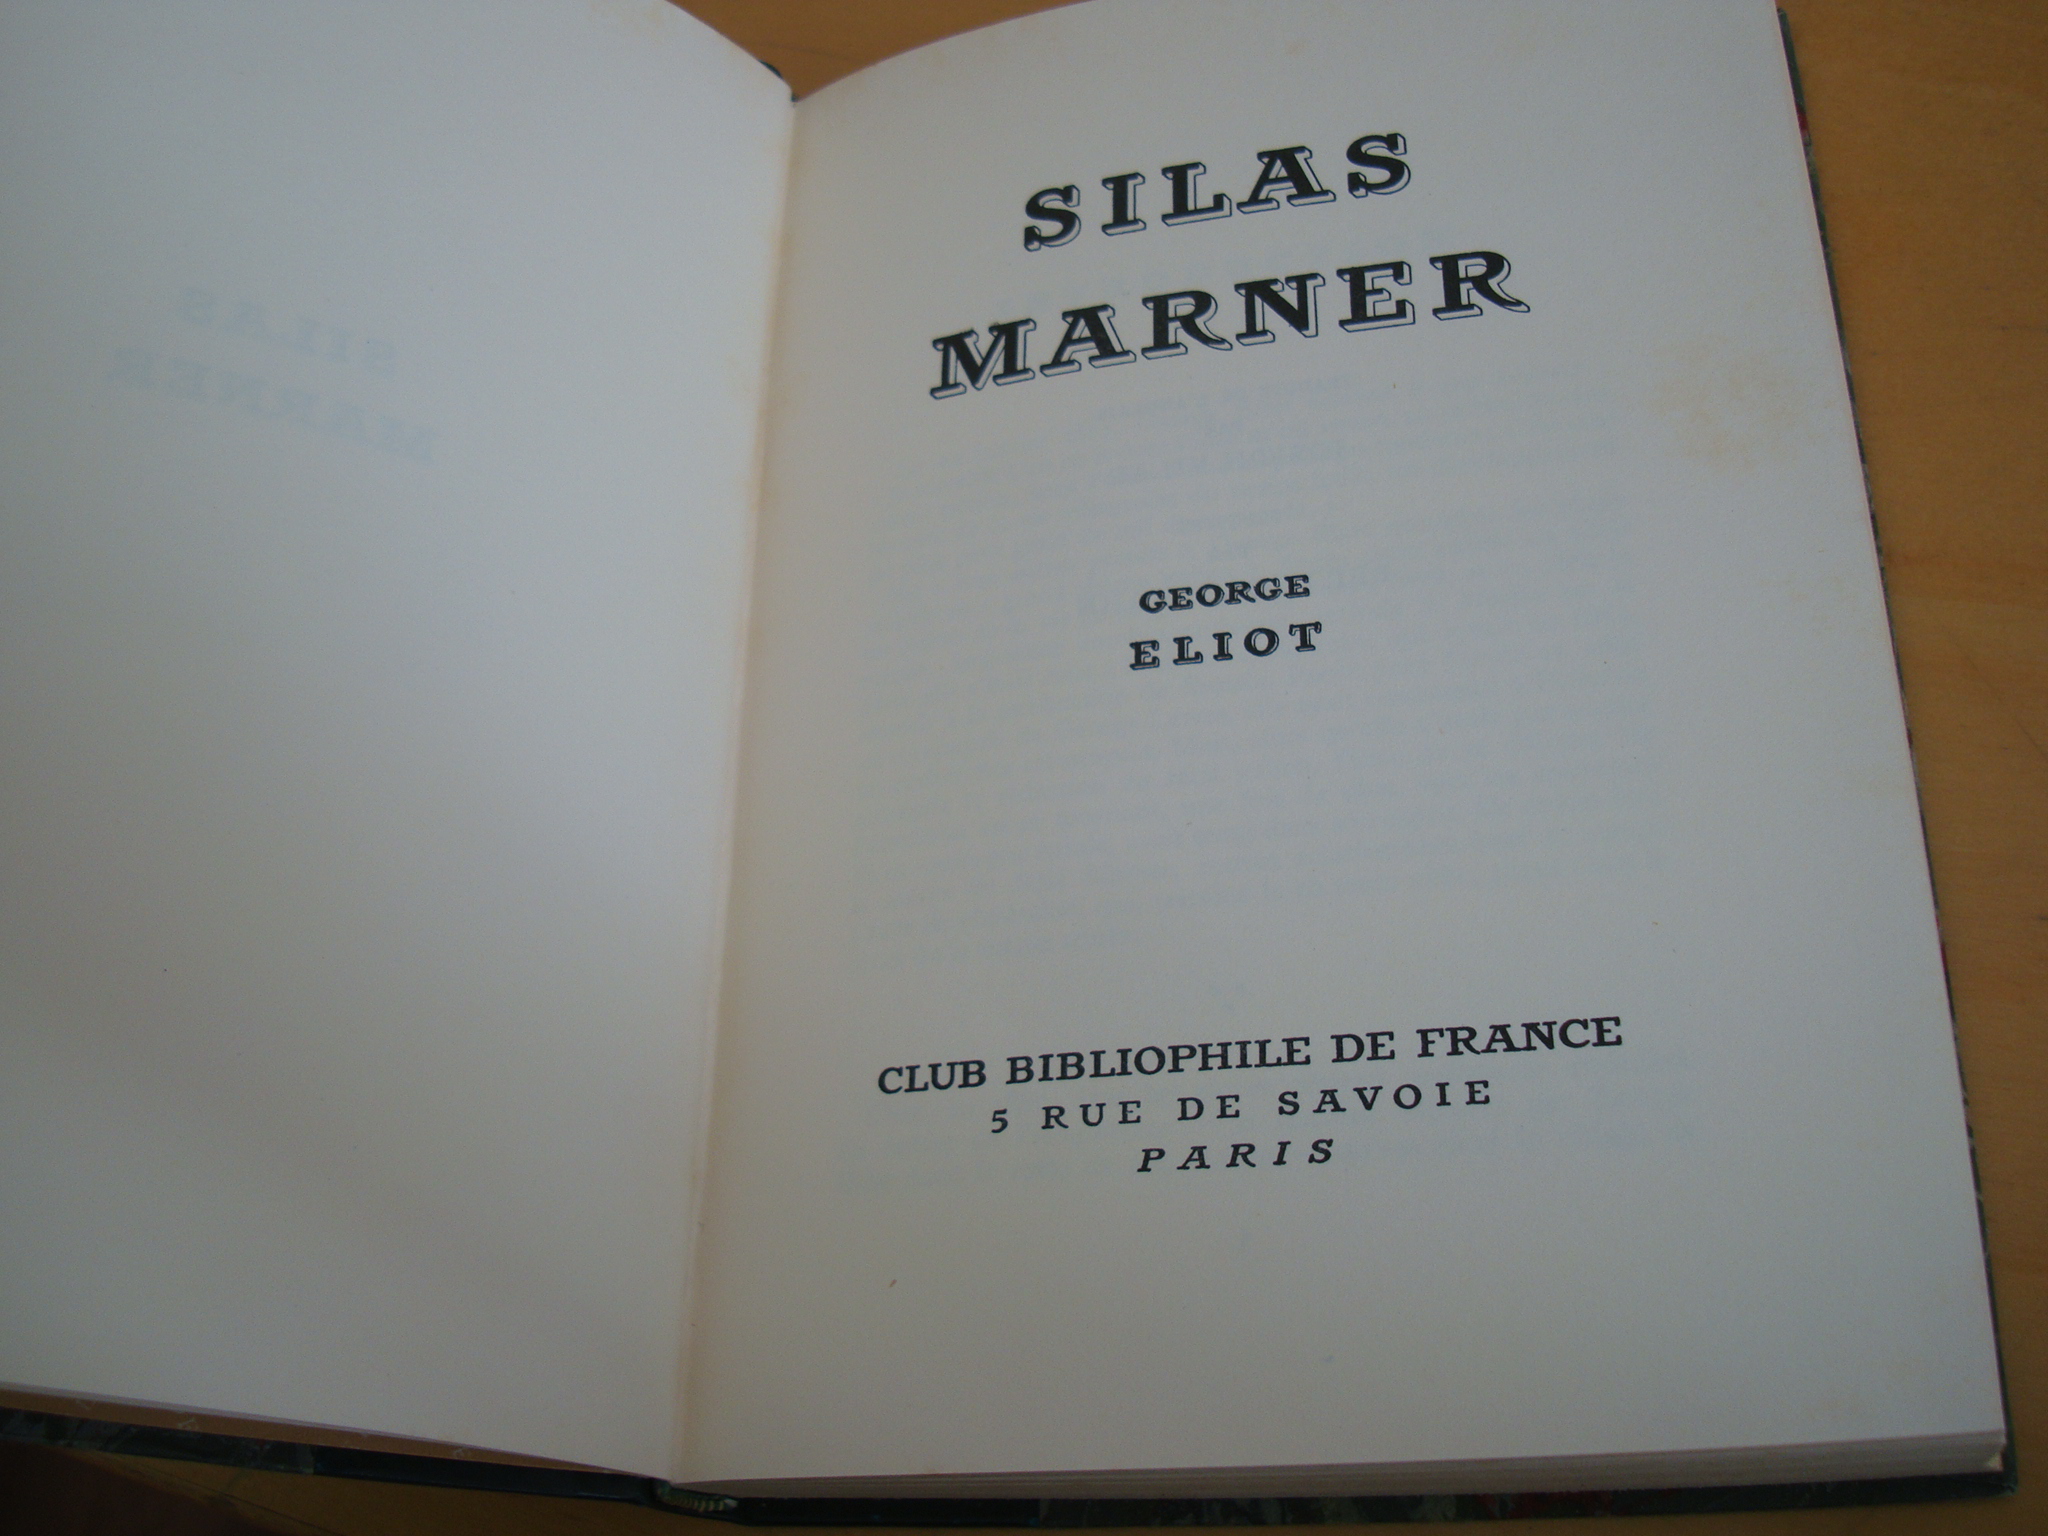 SILAS
MARNER
GEORGE
ELIOT
CLUB BIBLIOPHILE DE FRANCE
5 RUE DE SAVOIE
PARIS